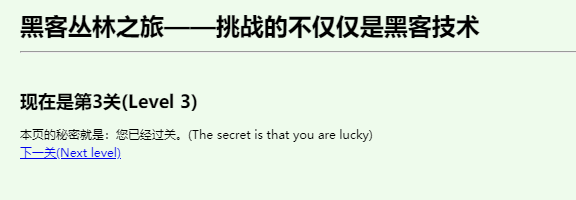 黑客丛林之旅——挑战的不仅仅是黑客技术
现在是第3关(Level 3)
本页的秘密就是：您已经过关。(The secret is that you are lucky)
下一关(Next level)